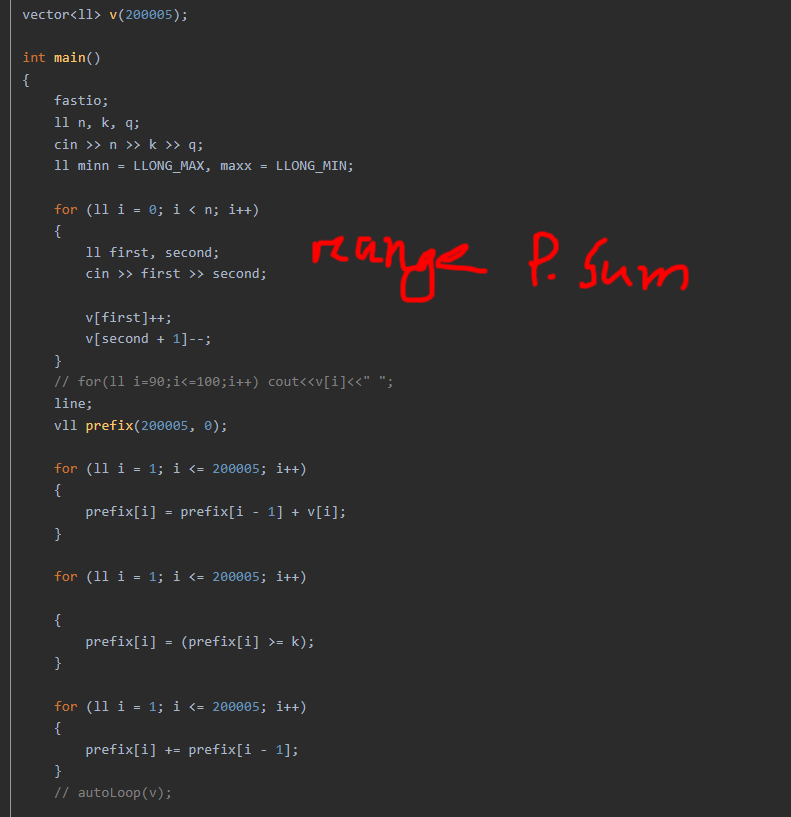 vector<ll> v(200005);
int main()
{
fastio;
ll n, k, q;
cin >> n >> k >> q;
ll minn = LLONG_MAX, maxx = LLONG_MIN;
for (ll i = 0; i < n; i++)
{
ll first, second;
cin >> first >> second;
reange P. Sum
v[first]++;
v[second + 1]--;
}
// for(ll i=90;i<=100;i++) cout<<v[i]<<" ";
line;
vll prefix(200005, 0);
for (ll i = 1; i <= 200005; i++)
{
prefix[i] = prefix[i - 1] + v[i];
}
for (ll i = 1; i <= 200005; i++)
{
prefix[i] = (prefix[i] >= k);
}
for (ll i = 1; i <= 200005; i++)
{
prefix[i] += prefix[i - 1];
}
// autoLoop(v);